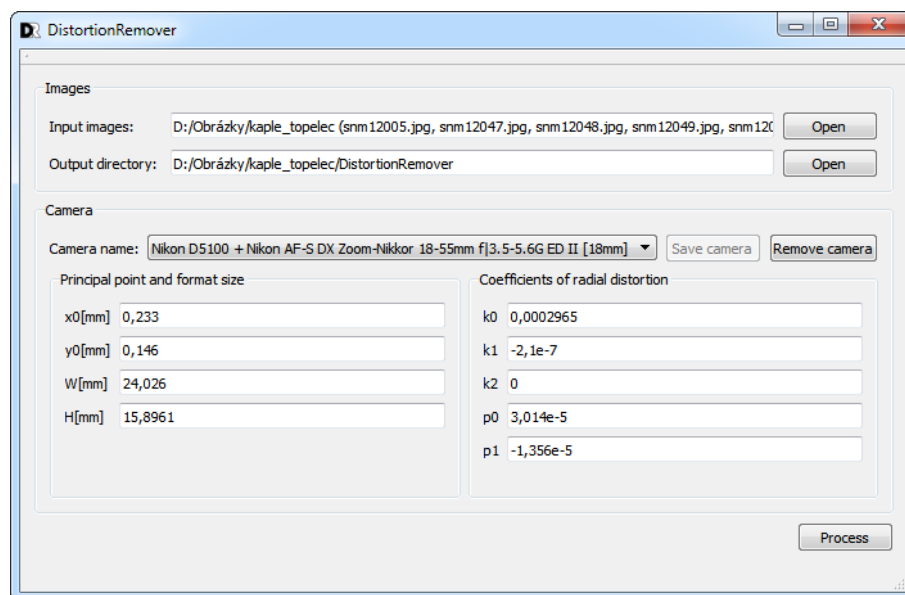 DistortionRemover
Images
Input images: D:/Obrázky/kaple_topelec (snm12005.jpg, snm12047.jpg, snm12048.jpg, snm12049.jpg, snm120 Open
Output directory: D:/Obrázky/kaple_topelec/DistortionRemover Open
Camera
Camera name: Nikon D5100 + Nikon AF-S DX Zoom-Nikkor 18-55mm f|3.5-5.6G ED II [18mm] Save camera Remove camera
Principal point and format size Coefficients of radial distortion
x0[mm] 0,233 k0 0,0002965
y0[mm] 0,146 k1 -2,1e-7
W[mm] 24,026 k2 0
H[mm] 15,8961 p0 3,014e-5
p1 -1,356e-5
Process